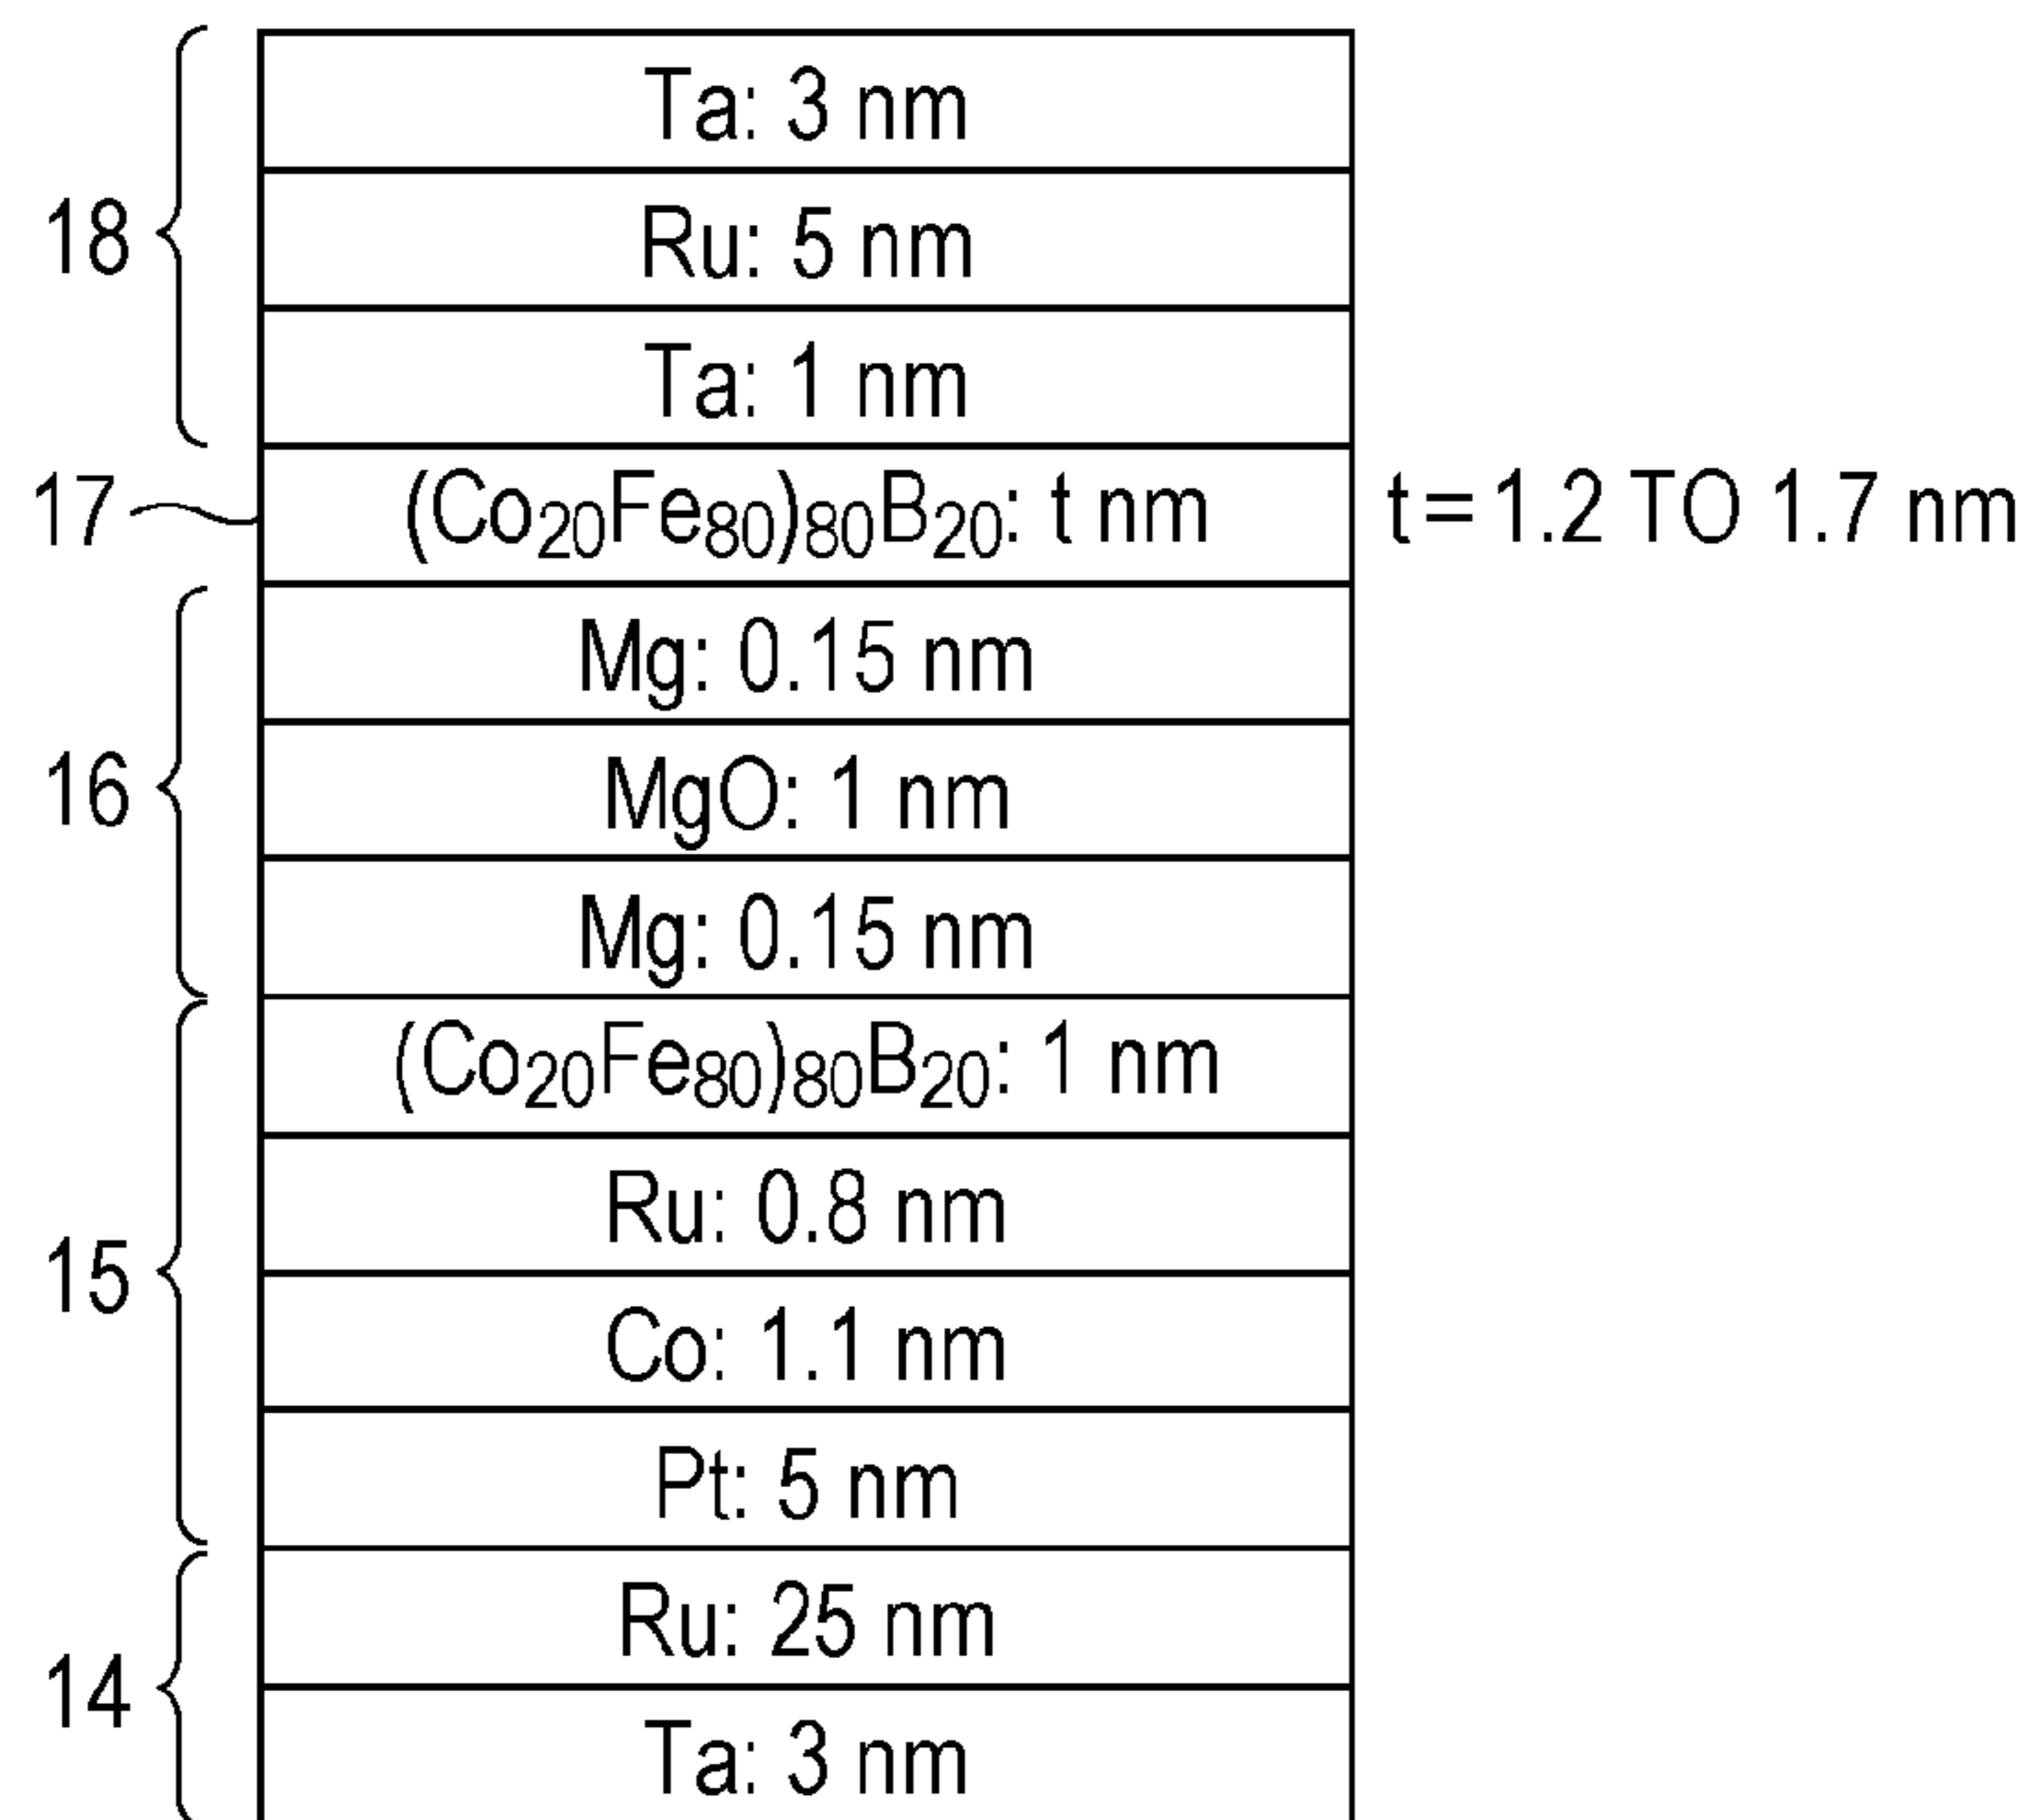 Ta: 3 nm
18
Ru: 5 nm
Ta: 1 nm
17
(Co₂₀Fe₈₀)₈₀B₂₀: t nm
t = 1.2 TO 1.7 nm
Mg: 0.15 nm
16
MgO: 1 nm
Mg: 0.15 nm
(Co₂₀Fe₈₀)₈₀B₂₀: 1 nm
Ru: 0.8 nm
15
Co: 1.1 nm
Pt: 5 nm
Ru: 25 nm
14
Ta: 3 nm